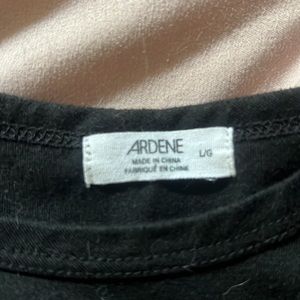 ARDENE
L/G
MADE IN CHINA
FABRIQUÉ EN CHINE